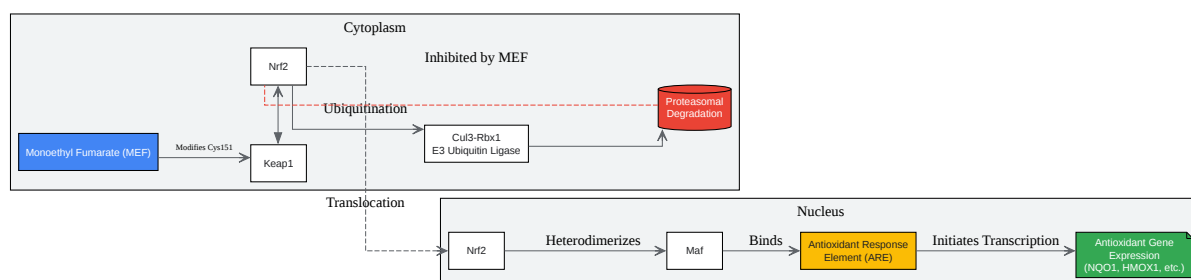 Cytoplasm
Nrf2
Inhibited by MEF
Ubiquitination
Proteasomal
Degradation
Monoethyl Fumarate (MEF)
Modifies Cys151
Keap1
Cul3-Rbx1
E3 Ubiquitin Ligase
Translocation
Nucleus
Nrf2
Heterodimerizes
Maf
Binds
Antioxidant Response
Element (ARE)
Initiates Transcription
Antioxidant Gene
Expression
(NQO1, HMOX1, etc.)